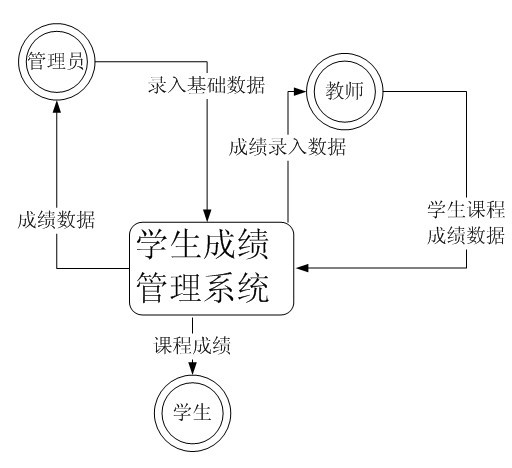 管理员
录入基础数据
教师
成绩录入数据
成绩数据
学生课程
成绩数据
学生成绩
管理系统
课程成绩
学生